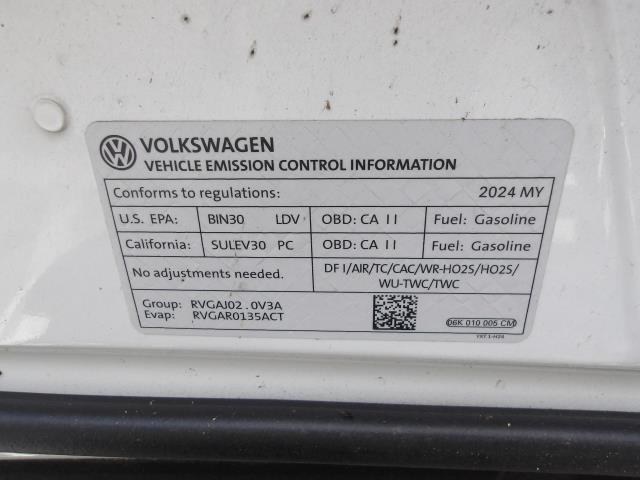 VOLKSWAGEN
VEHICLE EMISSION CONTROL INFORMATION
Conforms to regulations: 2024 MY
U.S. EPA: BIN30 LDV OBD: CA II Fuel: Gasoline
California: SULEV30 PC OBD: CA II Fuel: Gasoline
No adjustments needed. DFI/AIR/TC/CAC/WR-HO2S/HO2S/
WU-TWC/TWC
Group: RVGAJ02.0V3A
Evap: RVGAR0135ACT
06K 010 005 CM